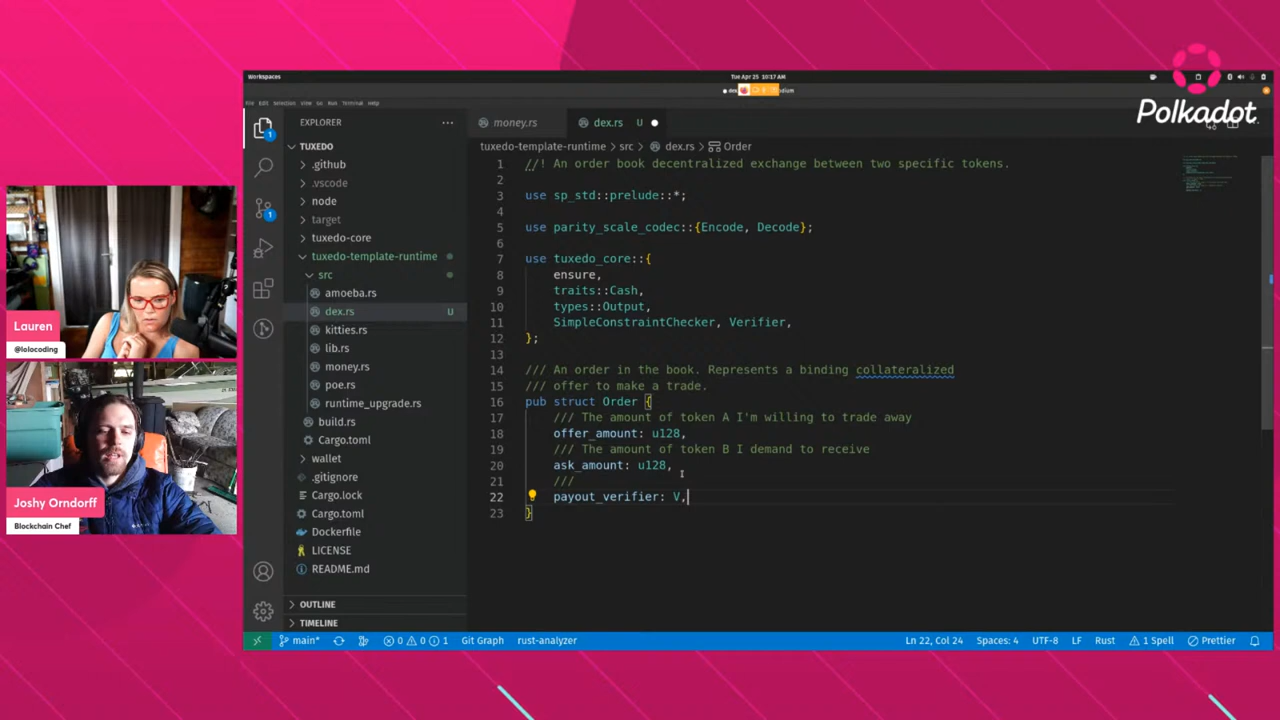 Polkadot
Lauren
@lolocoding
Joshy Orndorff
Blockchain Chef
Workspaces
Tue Apr 25 10:17 AM
File Edit Selection View Go Run Terminal Help
EXPLORER
TUXEDO
.github
.vscode
node
target
tuxedo-core
tuxedo-template-runtime
src
amoeba.rs
dex.rs U
kitties.rs
lib.rs
money.rs
poe.rs
runtime_upgrade.rs
build.rs
Cargo.toml
wallet
.gitignore
Cargo.lock
Cargo.toml
Dockerfile
LICENSE
README.md
OUTLINE
TIMELINE
money.rs
dex.rs U
tuxedo-template-runtime > src > dex.rs > Order
1 //! An order book decentralized exchange between two specific tokens.
2
3 use sp_std::prelude::*;
4
5 use parity_scale_codec::{Encode, Decode};
6
7 use tuxedo_core::{
8 ensure,
9 traits::Cash,
10 types::Output,
11 SimpleConstraintChecker, Verifier,
12 };
13
14 /// An order in the book. Represents a binding collateralized
15 /// offer to make a trade.
16 pub struct Order {
17 /// The amount of token A I'm willing to trade away
18 offer_amount: u128,
19 /// The amount of token B I demand to receive
20 ask_amount: u128,
21 ///
22 payout_verifier: V,
23 }
main* 0 0 1 Git Graph rust-analyzer Ln 22, Col 24 Spaces: 4 UTF-8 LF Rust 1 Spell Prettier